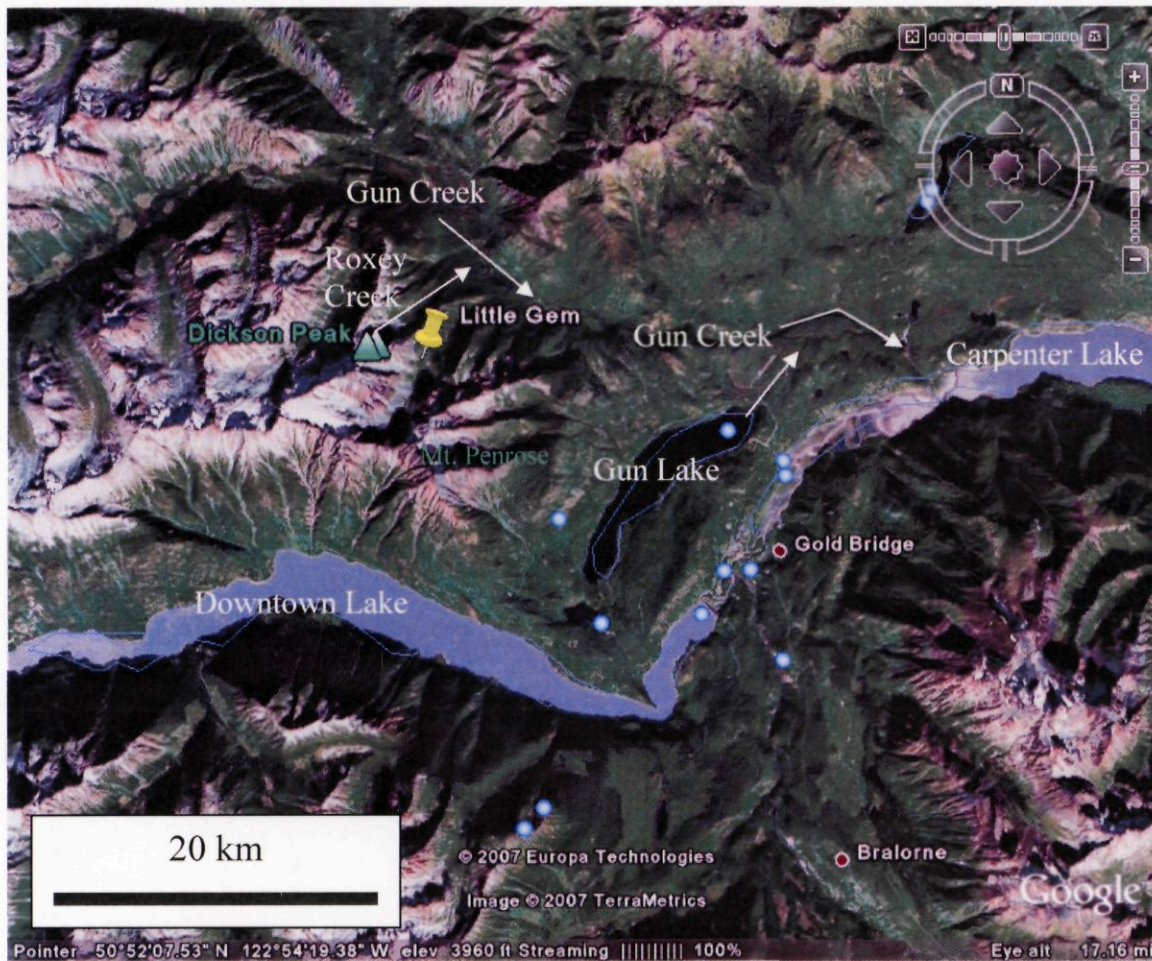 N
Gun Creek
Roxey
Creek
Little Gem
Dickson Peak
Gun Creek
Carpenter Lake
Mt. Penrose
Gun Lake
Gold Bridge
Downtown Lake
20 km
© 2007 Europa Technologies
Bralorne
Image © 2007 TerraMetrics
Google
Pointer 50°52'07.53" N 122°54'19.38" W elev 3960 ft Streaming |||||||||| 100% Eye alt 17.16 mi